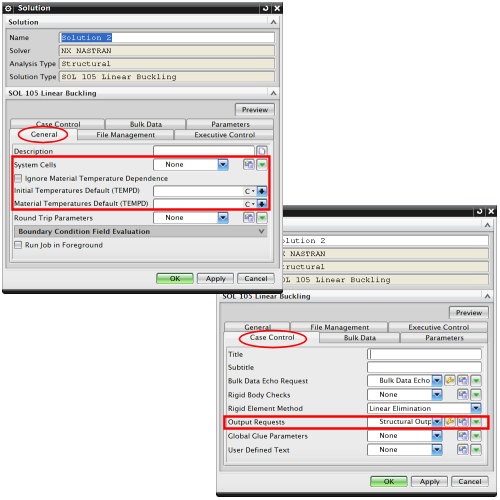 Solution
Solution
Name Solution 2
Solver NX NASTRAN
Analysis Type Structural
Solution Type SOL 105 Linear Buckling
SOL 105 Linear Buckling
Preview
Case Control Bulk Data Parameters
General File Management Executive Control
Description
System Cells None
Ignore Material Temperature Dependence
Initial Temperatures Default (TEMPD) C
Material Temperatures Default (TEMPD) C
Round Trip Parameters None
Boundary Condition Field Evaluation
Run Job in Foreground
OK Apply Cancel
olution 2
X NASTRAN
tructural
OL 105 Linear Buckling
SOL 105 Linear Buckling
Preview
General File Management Executive Control
Case Control Bulk Data Parameters
Title
Subtitle
Bulk Data Echo Request Bulk Data Echo
Rigid Body Checks None
Rigid Element Method Linear Elimination
Output Requests Structural Outp
Global Glue Parameters None
User Defined Text None
OK Apply Cancel